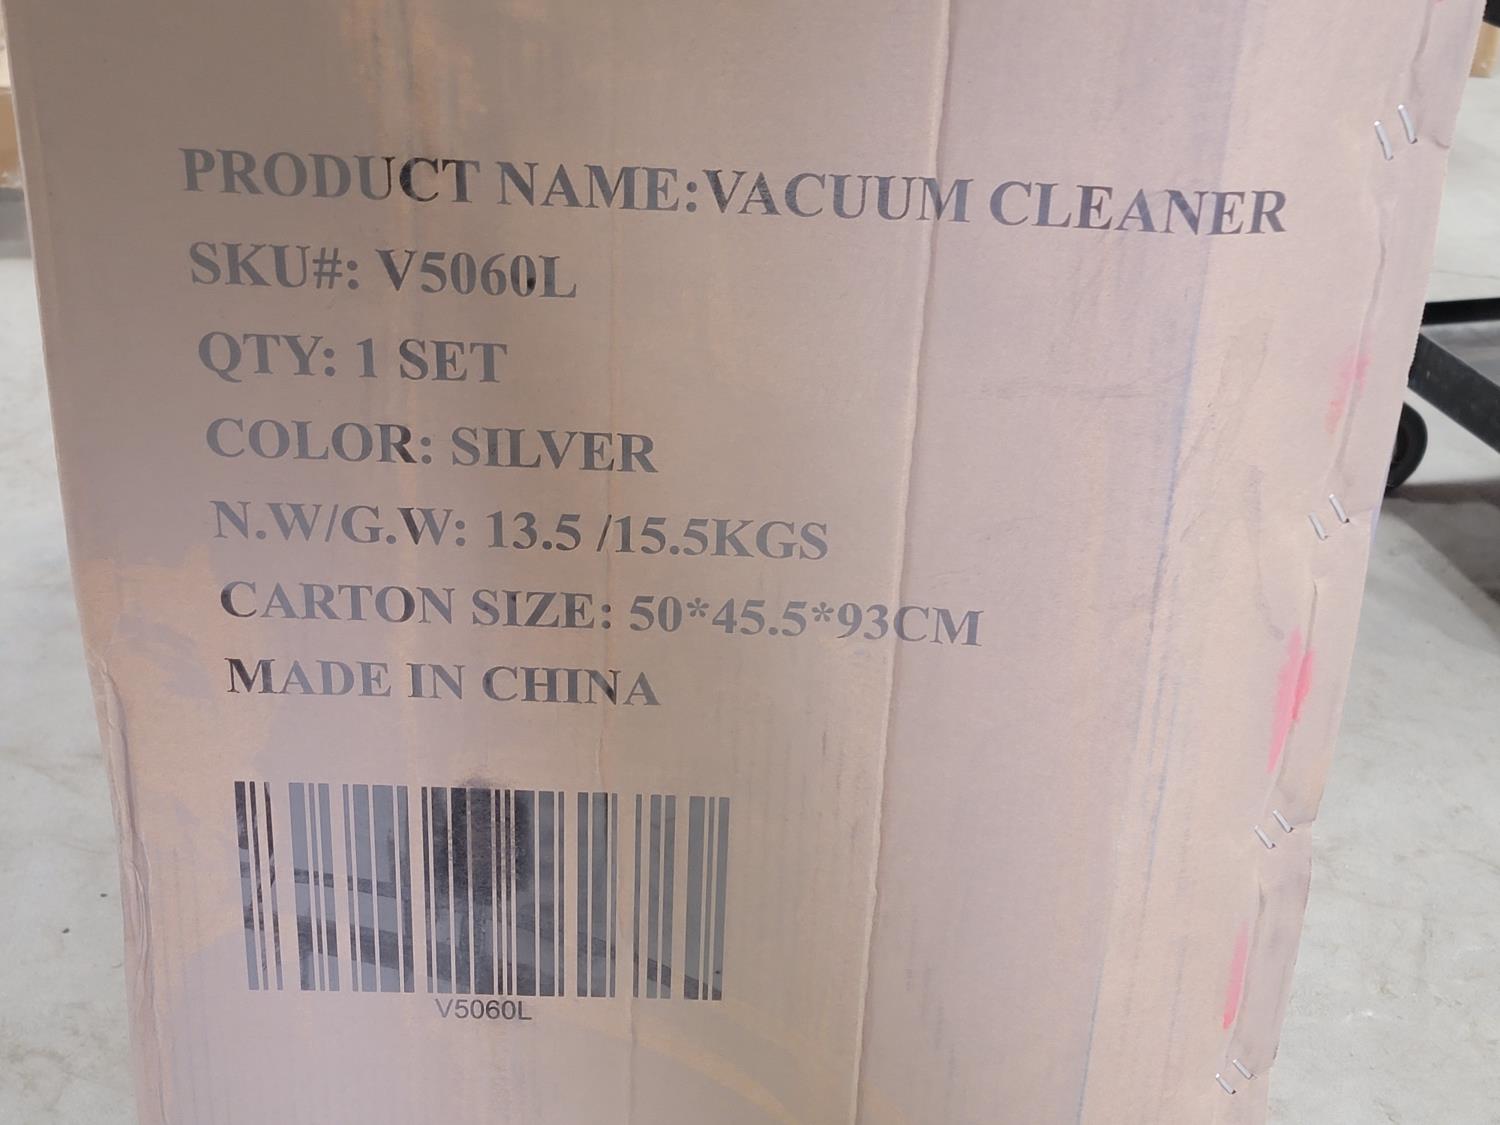 PRODUCT NAME:VACUUM CLEANER
SKU#: V5060L
QTY: 1 SET
COLOR: SILVER
N.W/G.W: 13.5 /15.5KGS
CARTON SIZE: 50*45.5*93CM
MADE IN CHINA
V5060L